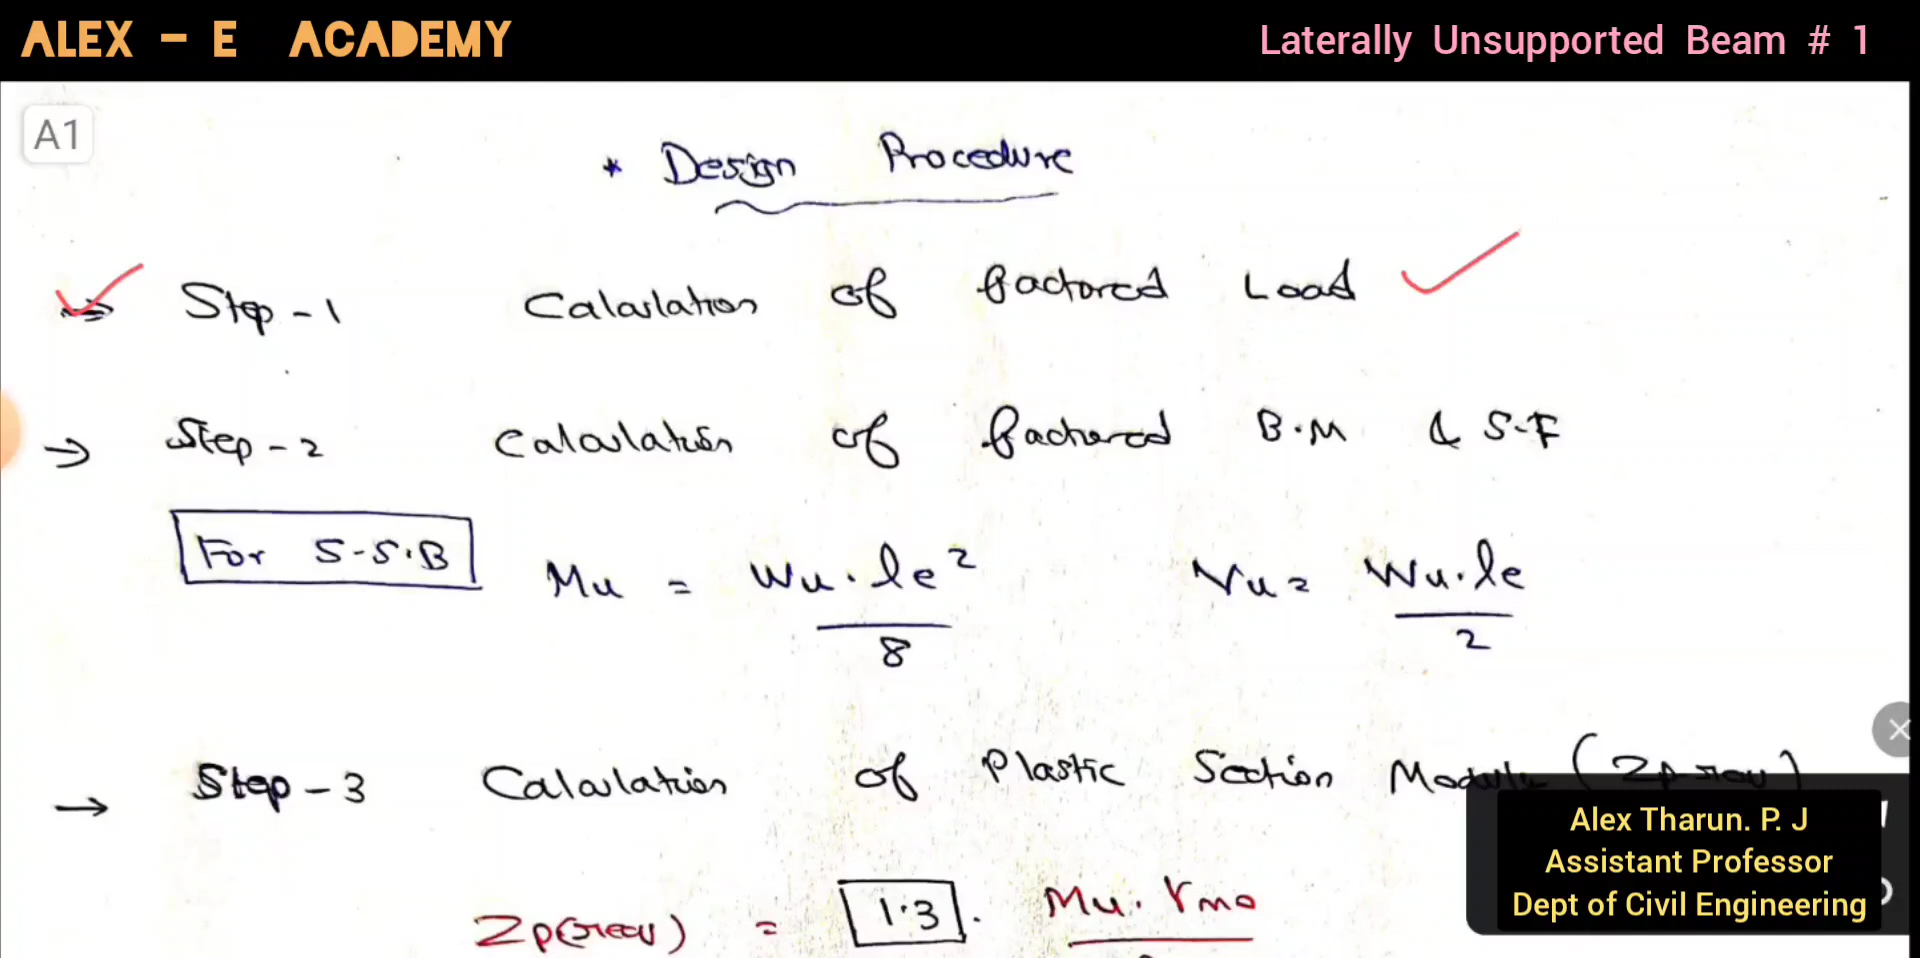 ALEX - E ACADEMY
Laterally Unsupported Beam # 1
A1
* Design Procedure
Step-1 Calculation of factored Load
→ Step-2 Calculation of factored B.M & S.F
For S.S.B Mu = Wu.le² / 8 Vu = Wu.le / 2
→ Step-3 Calculation of Plastic Section (Zp
Zp = 1.3 . Mu. γmo
Alex Tharun. P. J
Assistant Professor
Dept of Civil Engineering